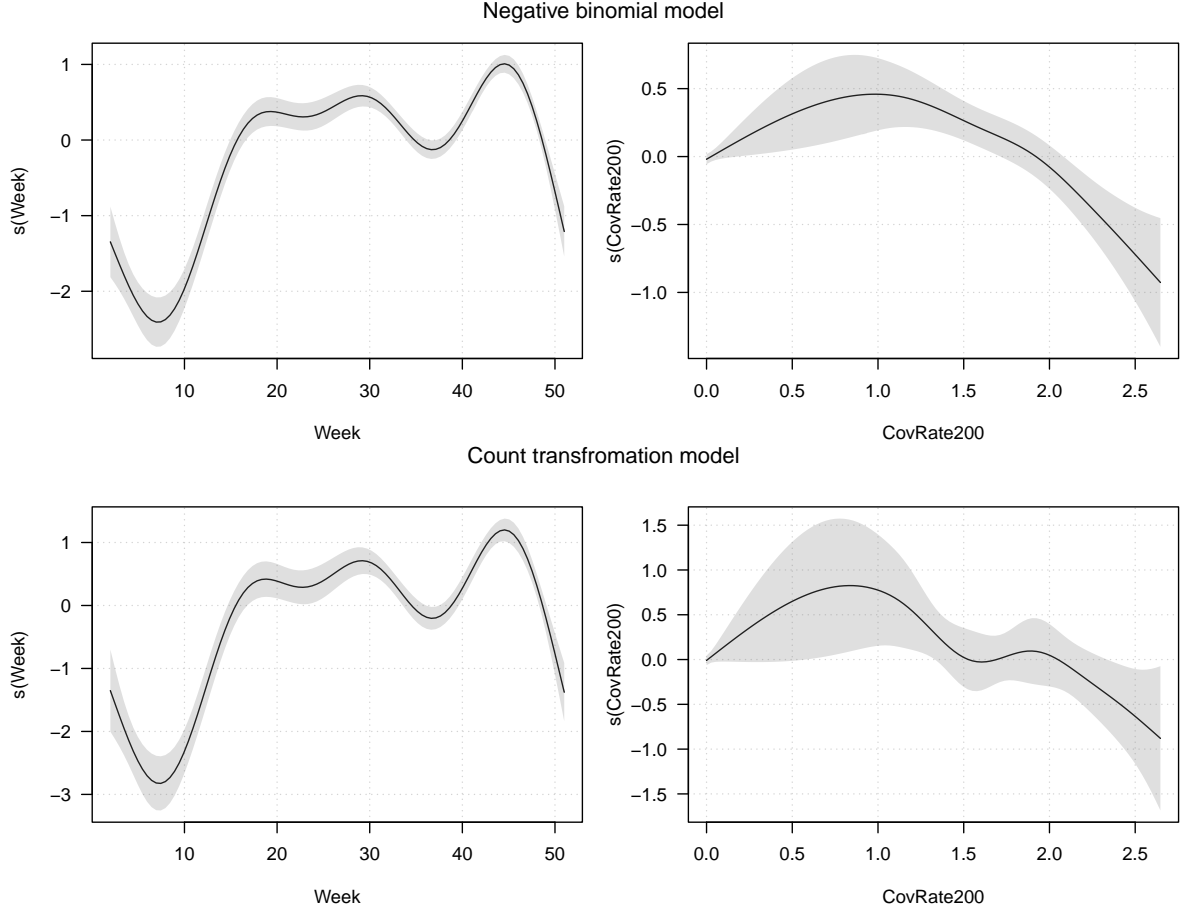 Negative binomial model
s(Week)
1
0
−1
−2
10 20 30 40 50
Week
s(CovRate200)
0.5
0.0
−0.5
−1.0
0.0 0.5 1.0 1.5 2.0 2.5
CovRate200
Count transfromation model
s(Week)
1
0
−1
−2
−3
10 20 30 40 50
Week
s(CovRate200)
1.5
1.0
0.5
0.0
−0.5
−1.0
−1.5
0.0 0.5 1.0 1.5 2.0 2.5
CovRate200